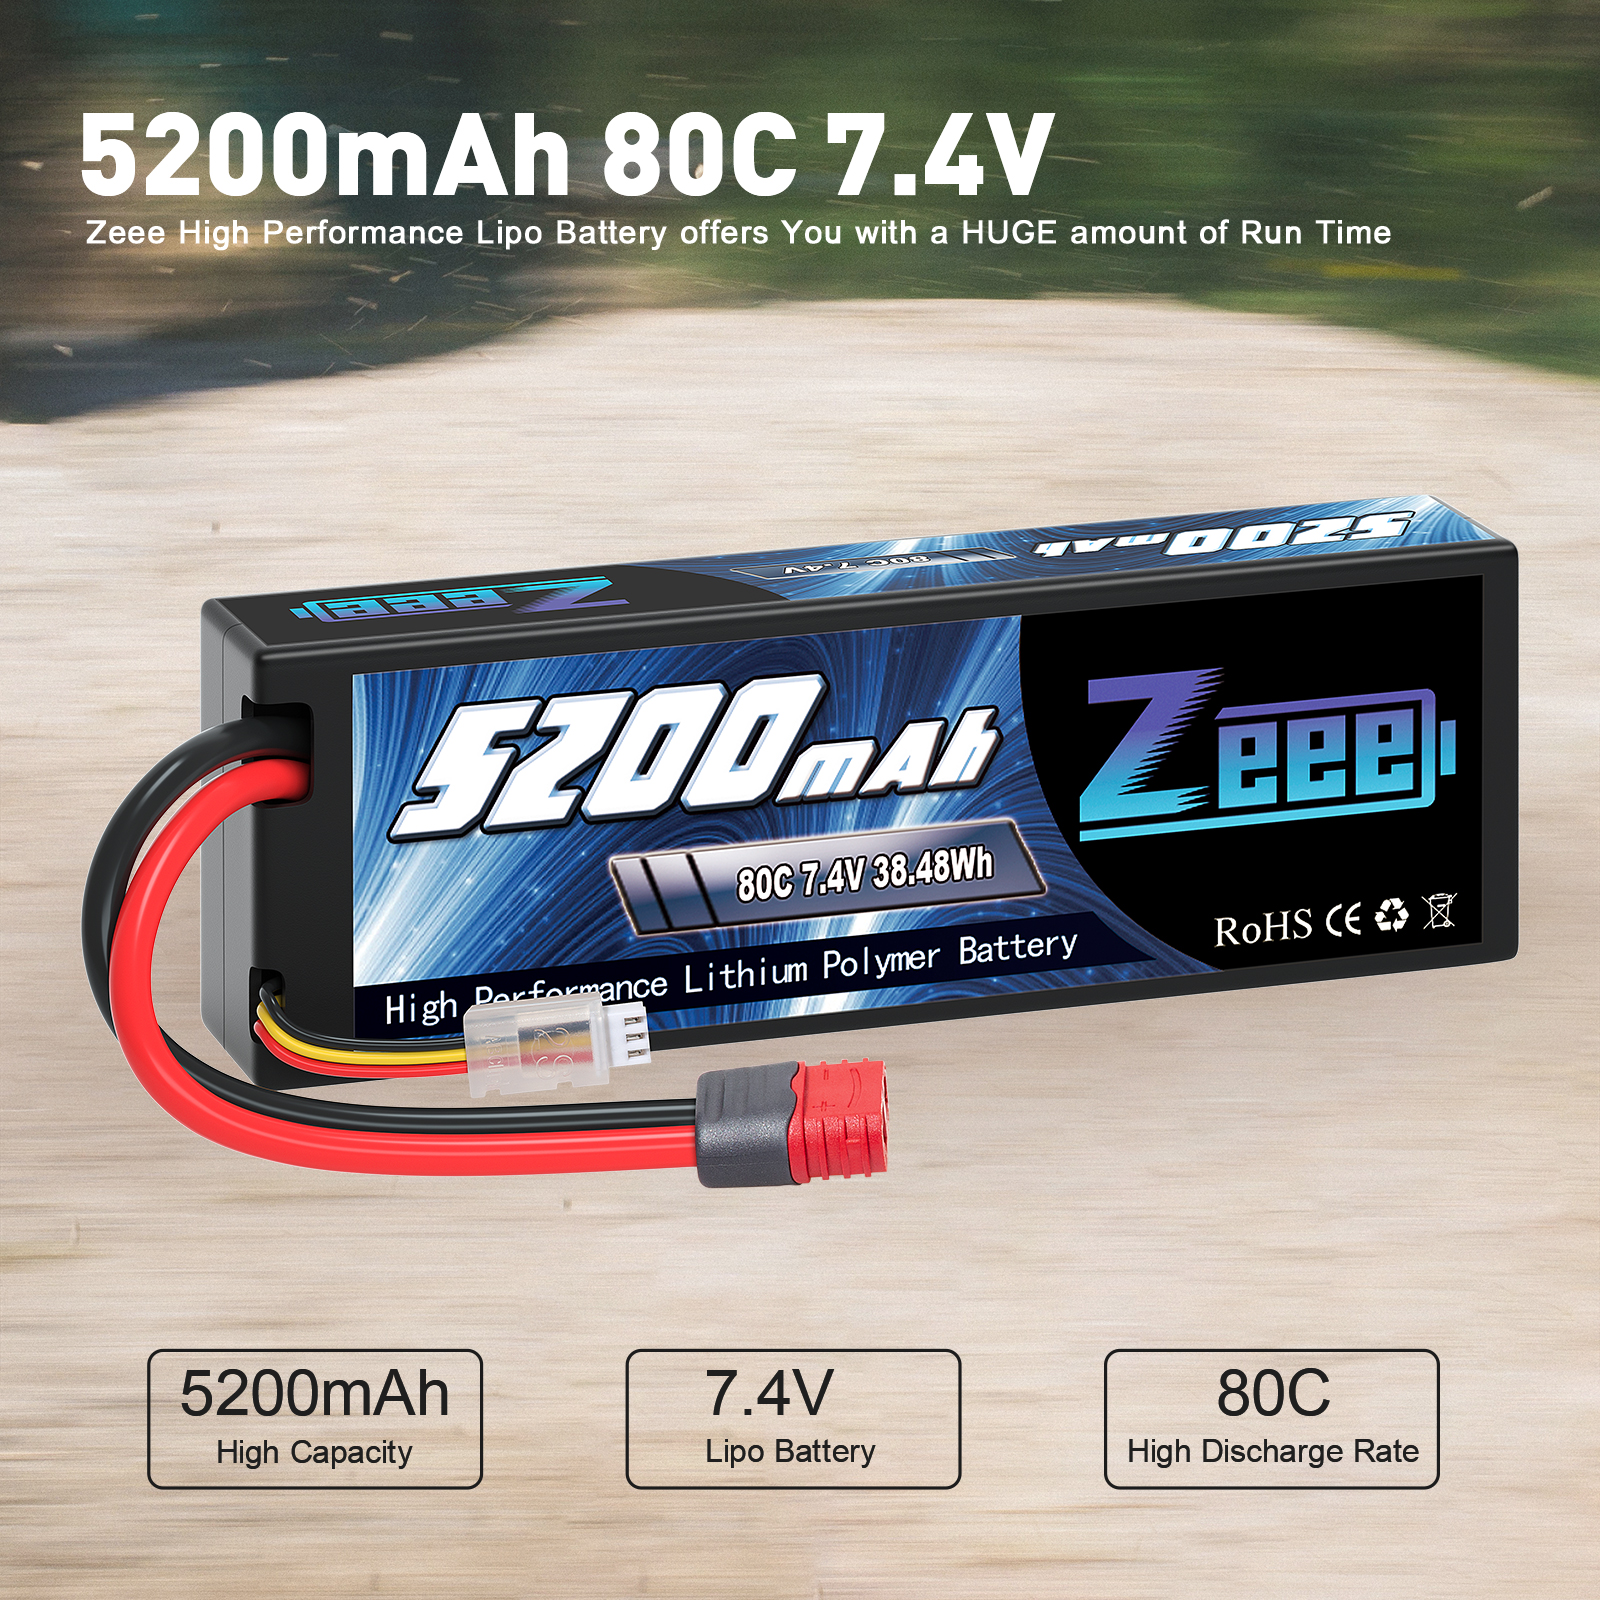 5200mAh 80C 7.4V
Zeee High Performance Lipo Battery offers You with a HUGE amount of Run Time
Zeee
80C 7.4V
5200mAh
5200mAh
Zeee
80C 7.4V 38.48Wh
RoHS CE
High Performance Lithium Polymer Battery
5200mAh
High Capacity
7.4V
Lipo Battery
80C
High Discharge Rate